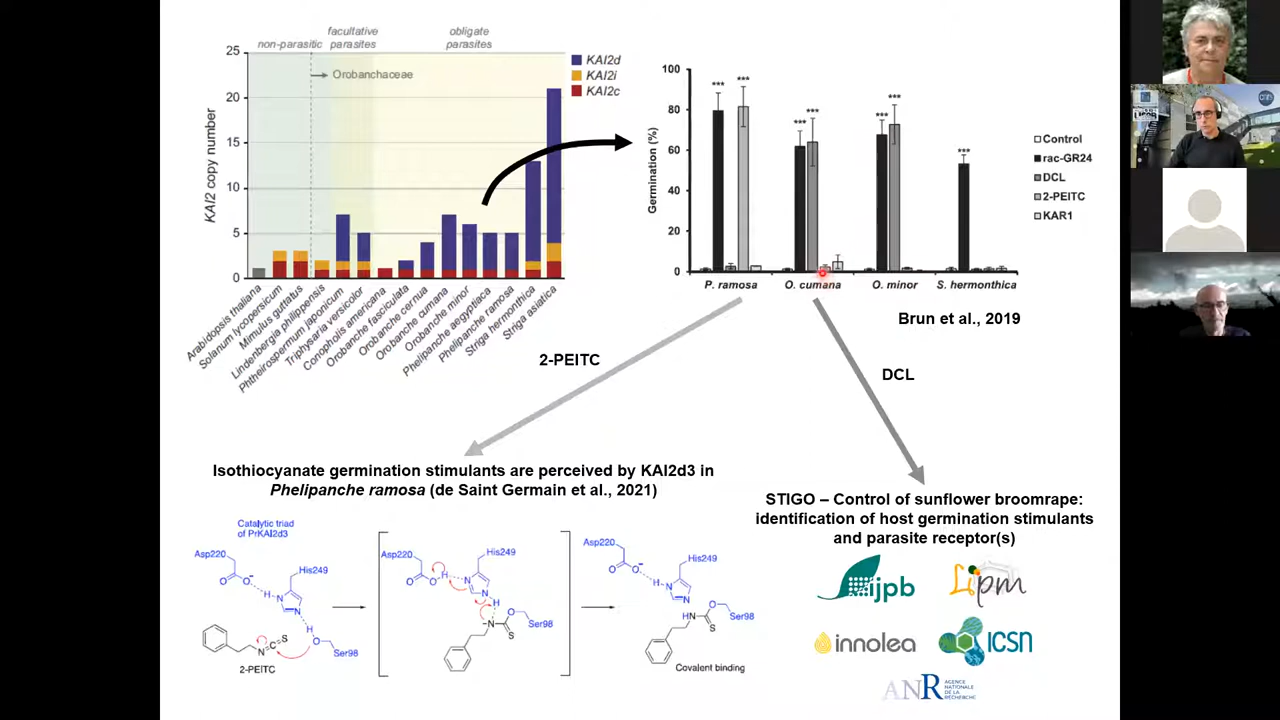 non-parasitic
facultative
parasites
obligate
parasites
Orobanchaceae
KAI2d
KAI2i
KAI2c
KAI2 copy number
25
20
15
10
5
0
Arabidopsis thaliana
Solanum lycopersicum
Mimulus guttatus
Lindenbergia philippensis
Phtheirospermum japonicum
Triphysaria versicolor
Conopholis americana
Orobanche fasciculata
Orobanche cernua
Orobanche cumana
Orobanche minor
Phelipanche aegyptiaca
Phelipanche ramosa
Striga hermonthica
Striga asiatica
Germination (%)
100
80
60
40
20
0
***
***
***
***
***
***
***
P. ramosa
O. cumana
O. minor
S. hermonthica
Control
rac-GR24
DCL
2-PEITC
KAR1
Brun et al., 2019
2-PEITC
DCL
Isothiocyanate germination stimulants are perceived by KAI2d3 in
Phelipanche ramosa (de Saint Germain et al., 2021)
STIGO – Control of sunflower broomrape:
identification of host germination stimulants
and parasite receptor(s)
Catalytic triad
of PrKAI2d3
Asp220
His249
Ser98
2-PEITC
Asp220
His249
Ser98
Asp220
His249
Ser98
Covalent binding
ijpb
Lipm
innolea
ICSN
ANR
AGENCE
NATIONALE
DE LA
RECHERCHE